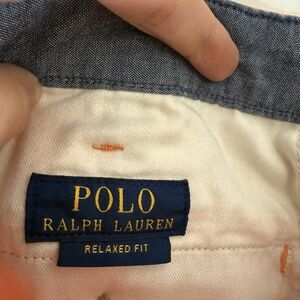 POLO
RALPH LAUREN
RELAXED FIT